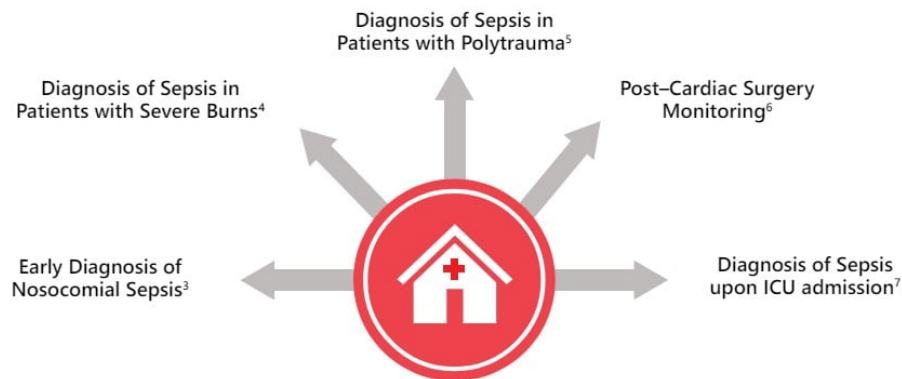 Diagnosis of Sepsis in
Patients with Polytrauma⁵
Diagnosis of Sepsis in
Patients with Severe Burns⁴
Post–Cardiac Surgery
Monitoring⁶
Early Diagnosis of
Nosocomial Sepsis³
Diagnosis of Sepsis
upon ICU admission⁷